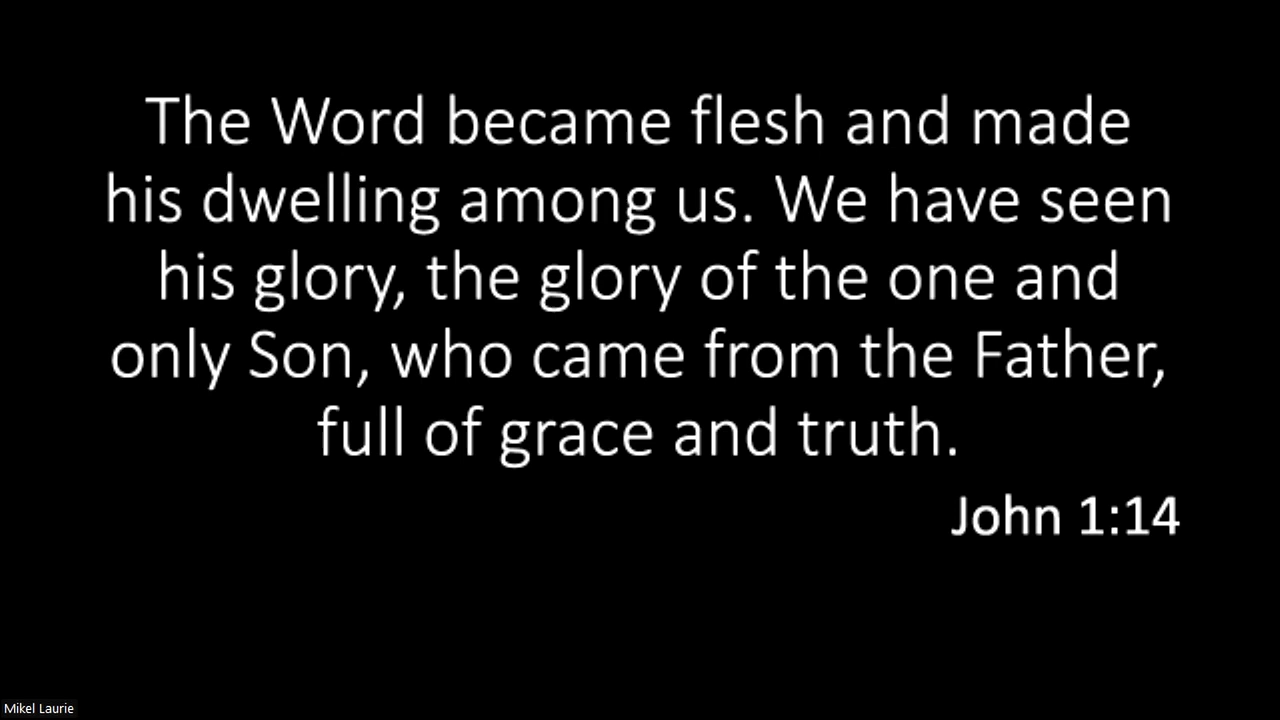 The Word became flesh and made
his dwelling among us. We have seen
his glory, the glory of the one and
only Son, who came from the Father,
full of grace and truth.
John 1:14
Mikel Laurie